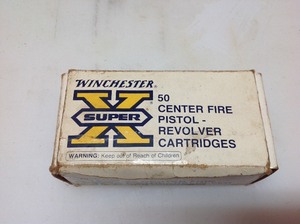 WINCHESTER
SUPER X
50
CENTER FIRE
PISTOL -
REVOLVER
CARTRIDGES
WARNING: Keep out of Reach of Children